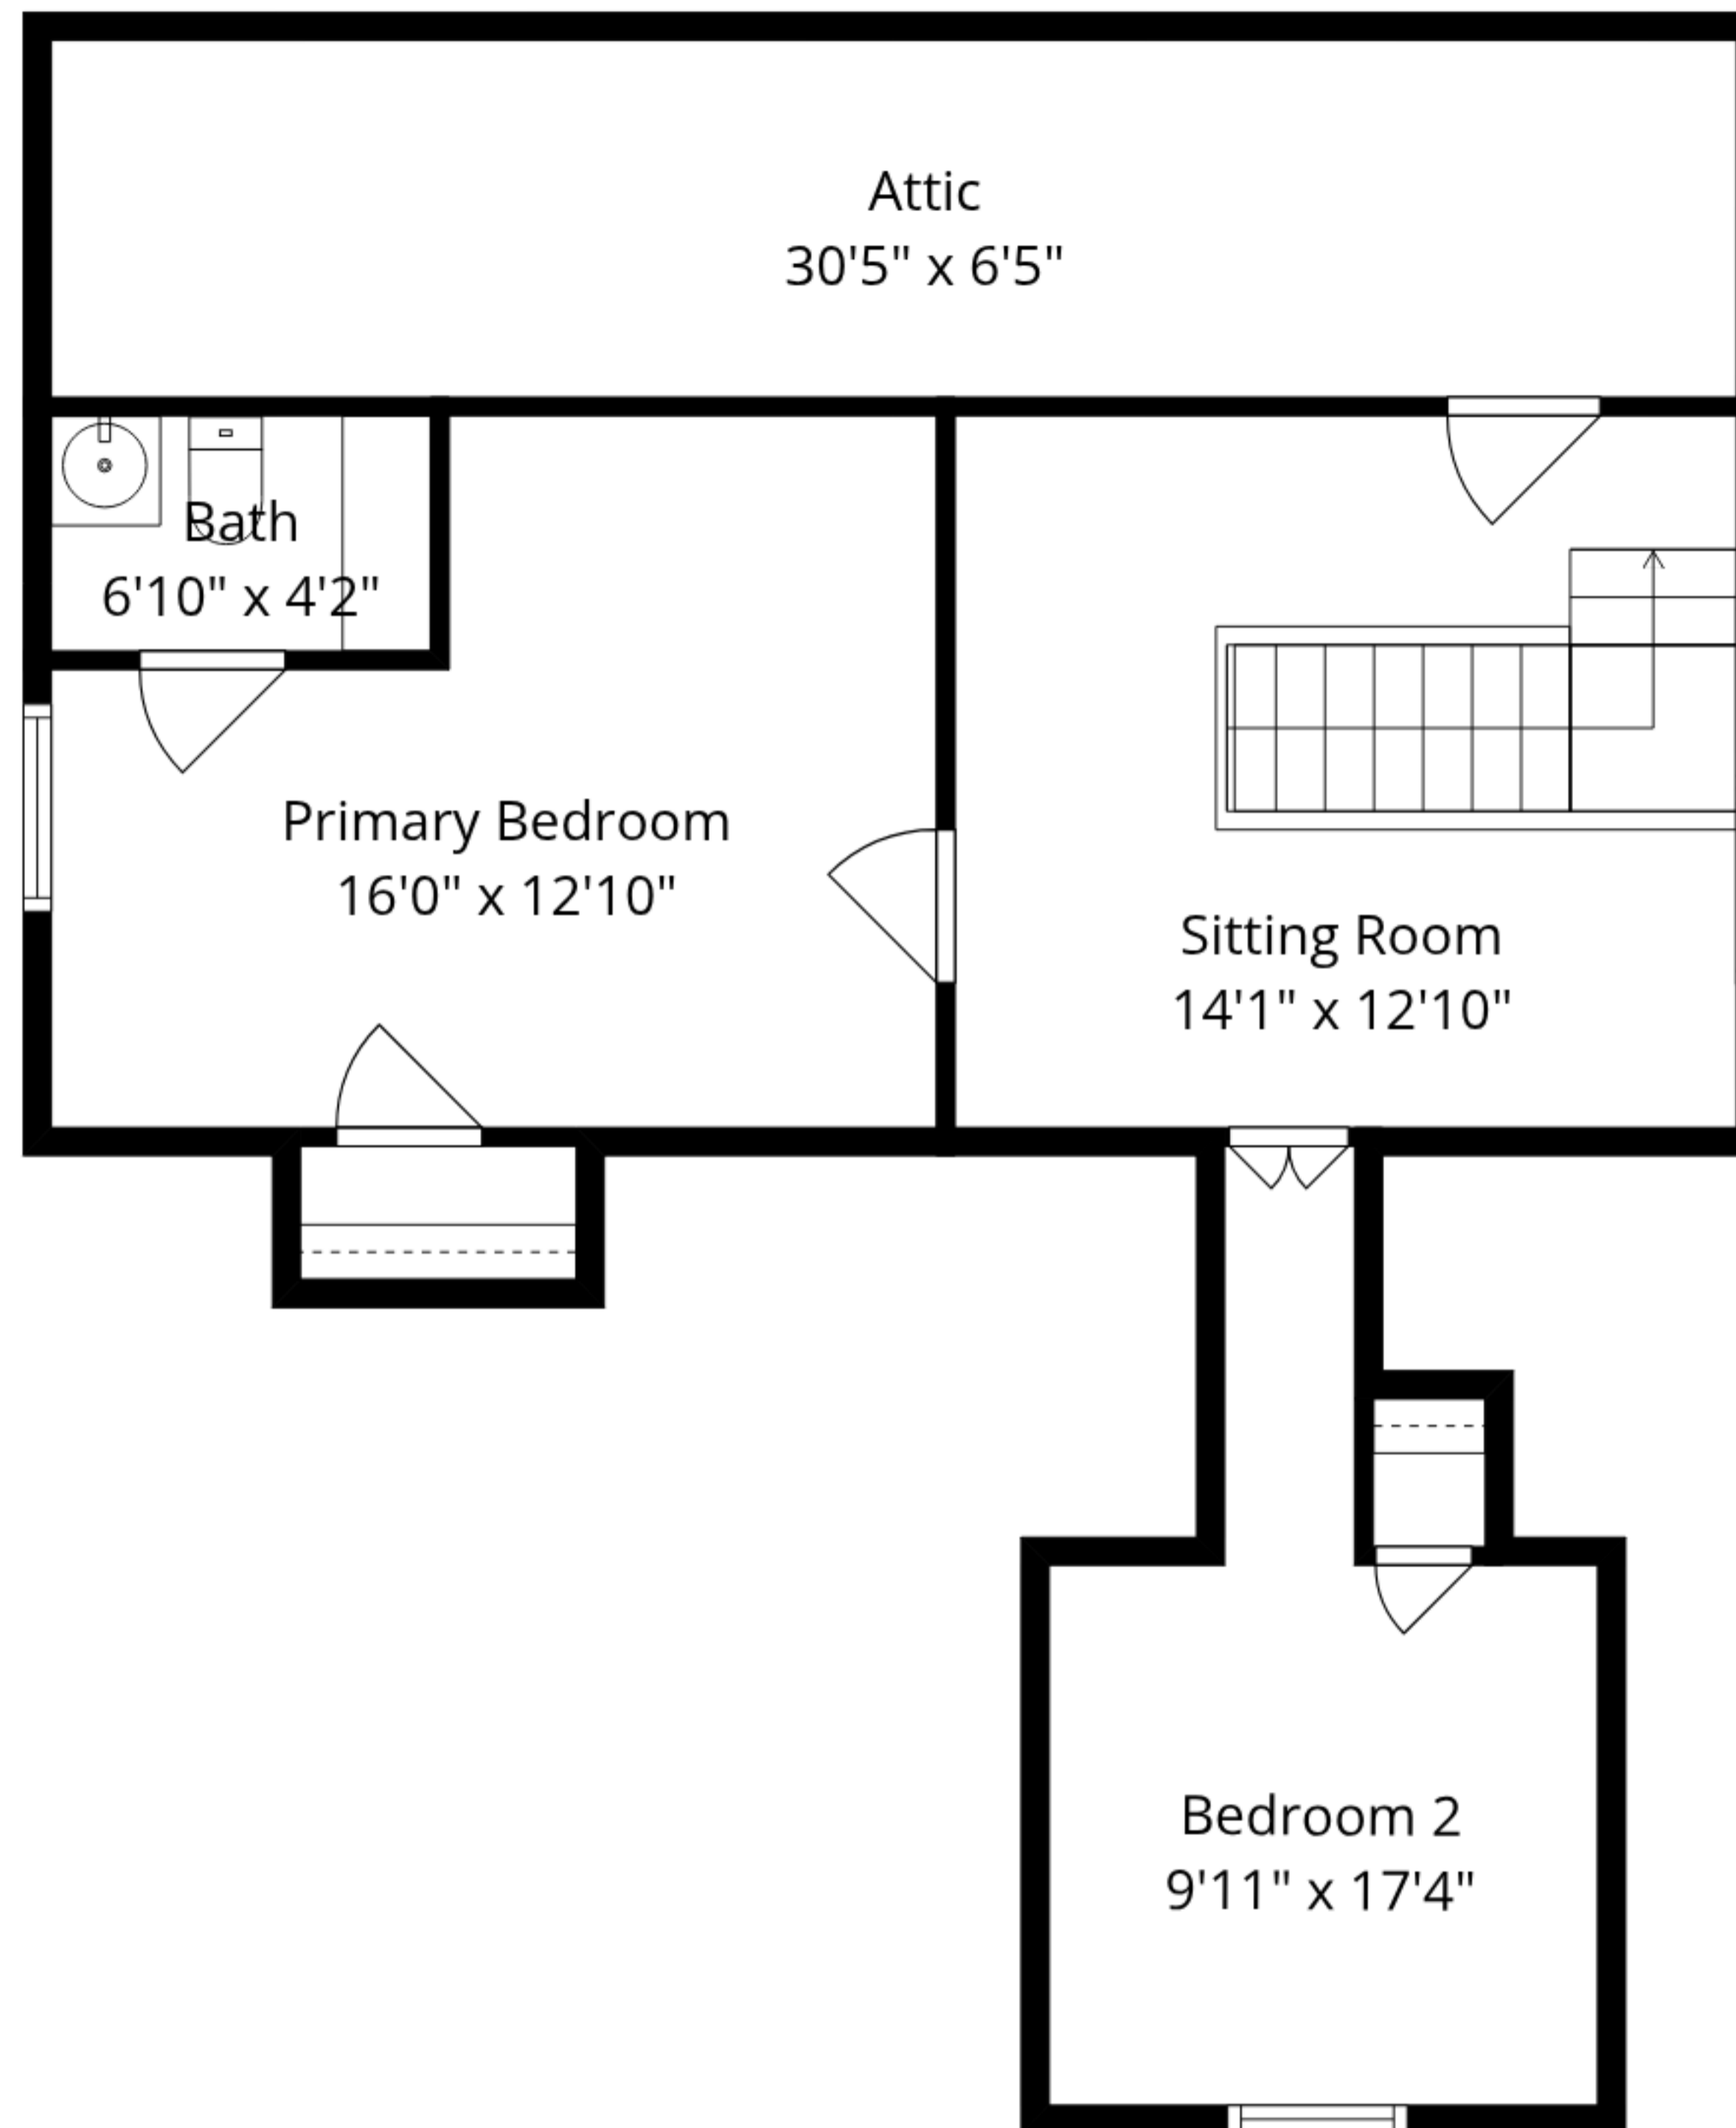 Attic
30'5" x 6'5"
Bath
6'10" x 4'2"
Primary Bedroom
16'0" x 12'10"
Sitting Room
14'1" x 12'10"
Bedroom 2
9'11" x 17'4"